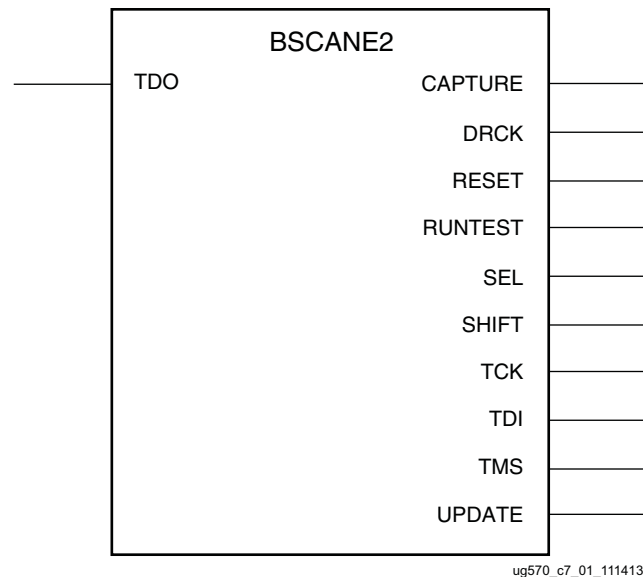 BSCANE2
TDO CAPTURE
DRCK
RESET
RUNTEST
SEL
SHIFT
TCK
TDI
TMS
UPDATE
ug570_c7_01_111413